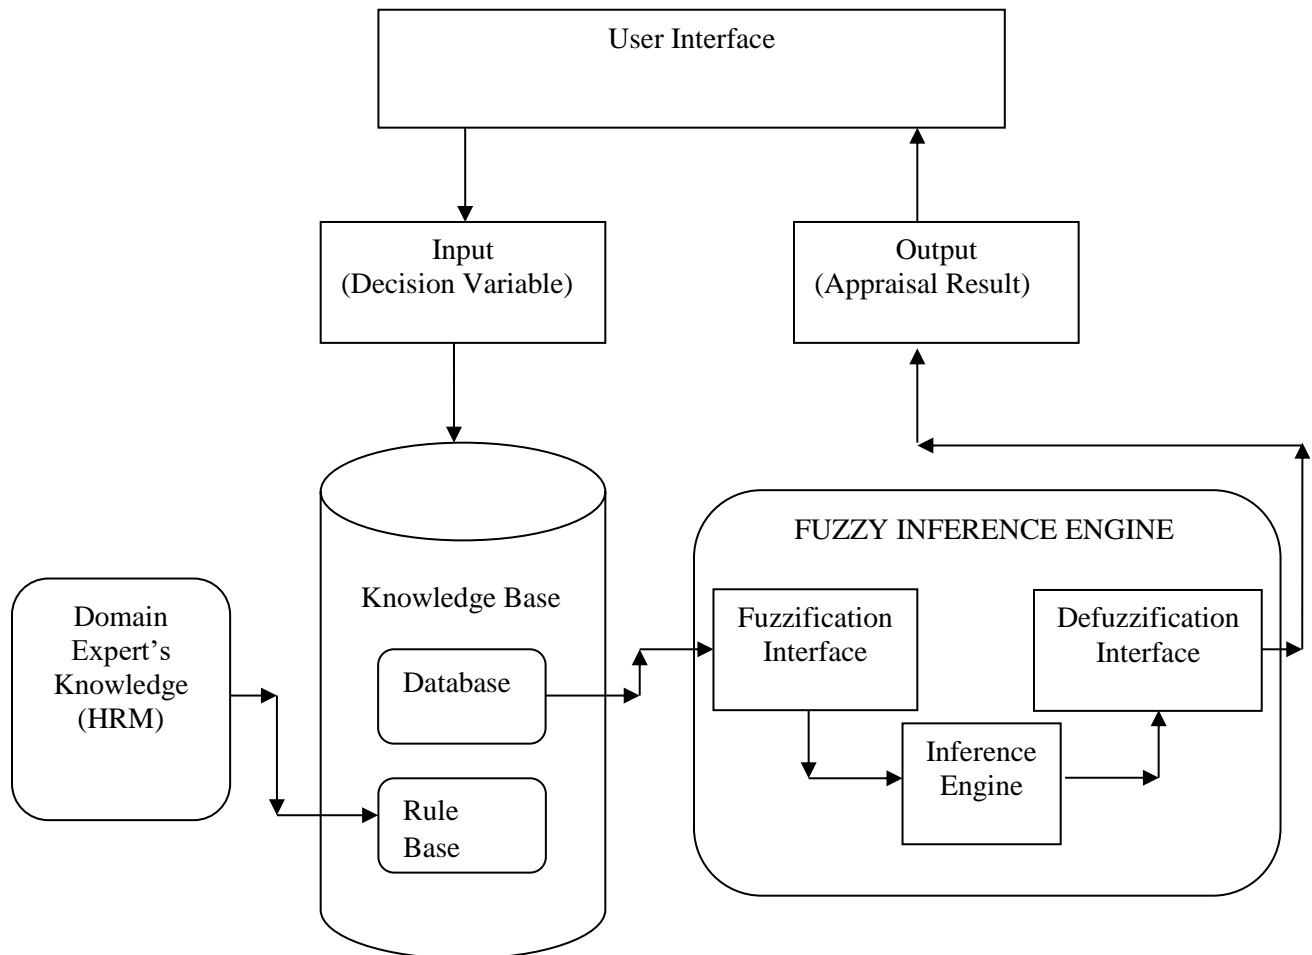 User Interface
Input
(Decision Variable)
Output
(Appraisal Result)
Knowledge Base
Database
Rule
Base
Domain
Expert’s
Knowledge
(HRM)
FUZZY INFERENCE ENGINE
Fuzzification
Interface
Inference
Engine
Defuzzification
Interface